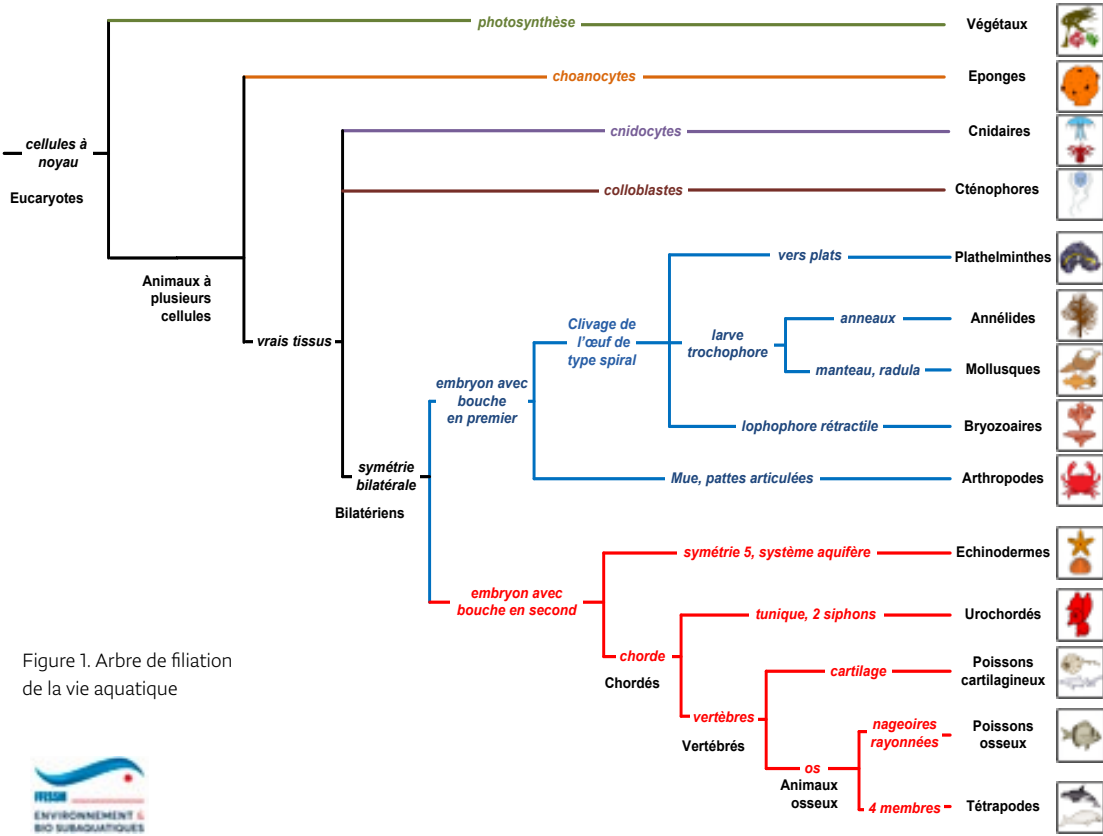 photosynthèse
Végétaux
choanocytes
Eponges
cnidocytes
Cnidaires
cellules à
noyau
Eucaryotes
colloblastes
Cténophores
vers plats
Plathelminthes
Animaux à
plusieurs
cellules
Clivage de
l'œuf de
type spiral
larve
trochophore
anneaux
Annélides
vrais tissus
manteau, radula
Mollusques
embryon avec
bouche
en premier
lophophore rétractile
Bryozoaires
symétrie
bilatérale
Bilatériens
Mue, pattes articulées
Arthropodes
symétrie 5, système aquifère
Echinodermes
embryon avec
bouche en second
tunique, 2 siphons
Urochordés
chorde
Chordés
cartilage
Poissons
cartilagineux
vertèbres
Vertébrés
nageoires
rayonnées
Poissons
osseux
os
Animaux
osseux
4 membres
Tétrapodes
Figure 1. Arbre de filiation
de la vie aquatique
FFESSM
ENVIRONNEMENT &
BIO SUBAQUATIQUES